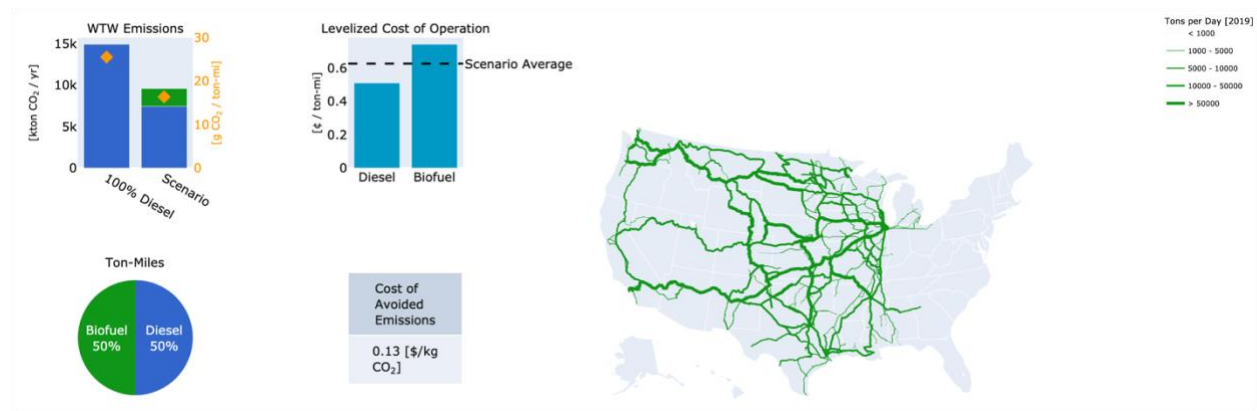 WTW Emissions
15k
10k
5k
0
[kton CO₂ / yr]
30
20
10
0
[g CO₂ / ton-mi]
100% Diesel
Scenario
Levelized Cost of Operation
0.6
0.4
0.2
0
[¢ / ton-mi]
Scenario Average
Diesel
Biofuel
Ton-Miles
Biofuel
50%
Diesel
50%
Cost of
Avoided
Emissions
0.13 [$/kg
CO₂]
Tons per Day [2019]
< 1000
1000 - 5000
5000 - 10000
10000 - 50000
> 50000